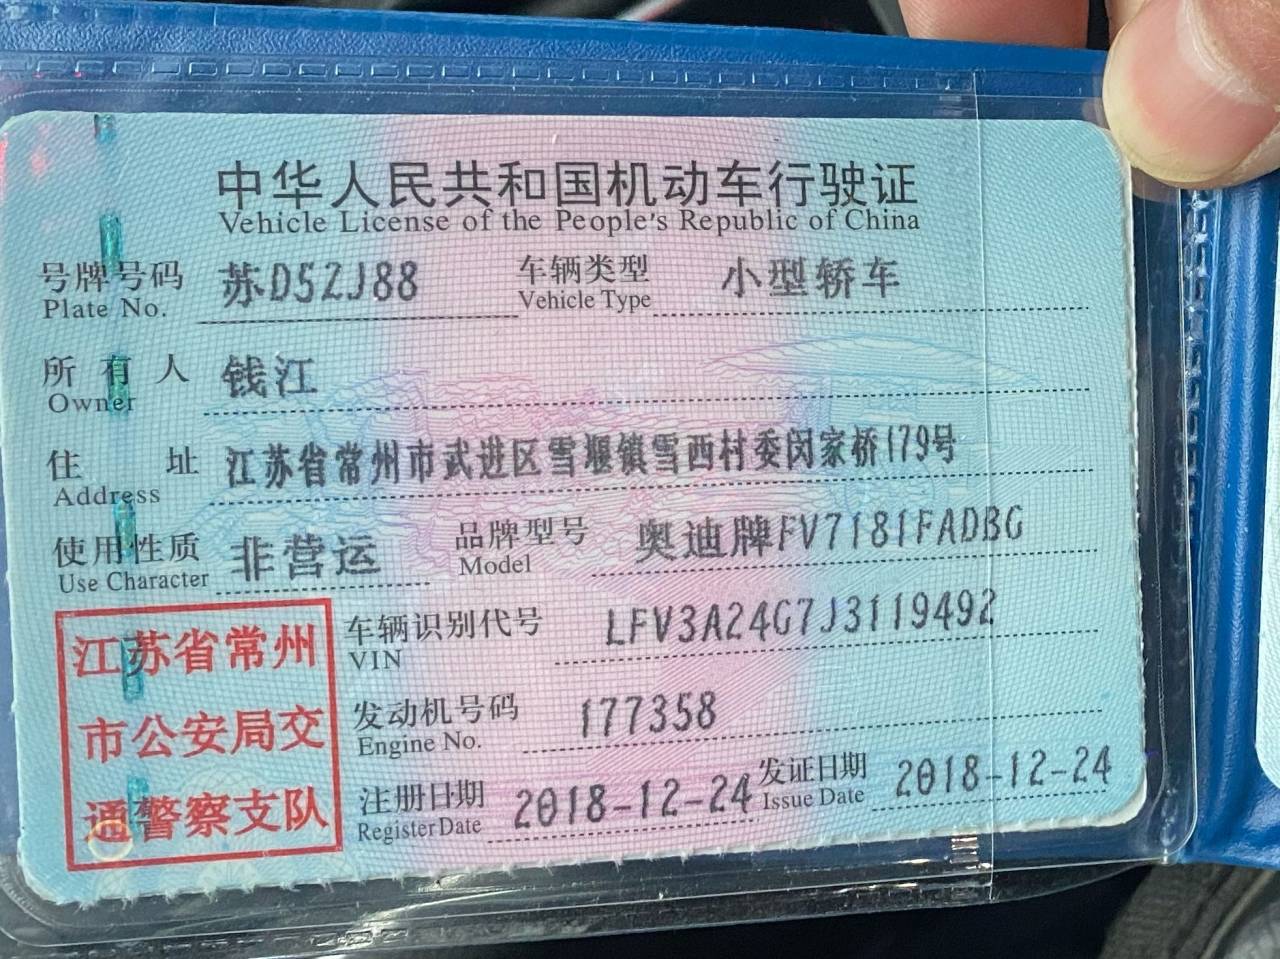 中华人民共和国机动车行驶证
Vehicle License of the People's Republic of China
号牌号码 苏D5ZJ88 车辆类型 小型轿车
Plate No. Vehicle Type
所有人 钱江
Owner
住址 江苏省常州市武进区雪堰镇雪西村委闵家桥179号
Address
使用性质 非营运 品牌型号 奥迪牌FV7181FADBG
Use Character Model
江苏省常州
市公安局交
通警察支队
车辆识别代号 LFV3A24G7J3119492
VIN
发动机号码 177358
Engine No.
注册日期 2018-12-24 发证日期 2018-12-24
Register Date Issue Date